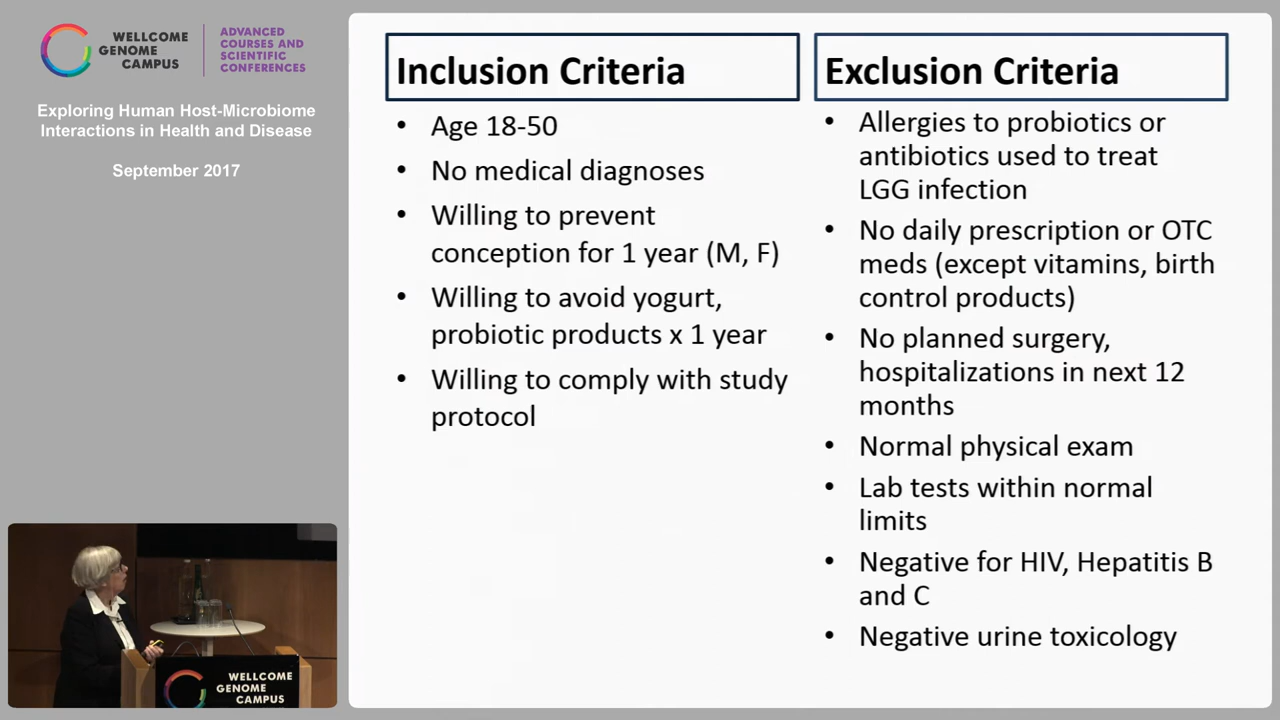 WELLCOME
GENOME
CAMPUS
ADVANCED
COURSES AND
SCIENTIFIC
CONFERENCES
Exploring Human Host-Microbiome
Interactions in Health and Disease
September 2017
Inclusion Criteria
• Age 18-50
• No medical diagnoses
• Willing to prevent
conception for 1 year (M, F)
• Willing to avoid yogurt,
probiotic products x 1 year
• Willing to comply with study
protocol
Exclusion Criteria
• Allergies to probiotics or
antibiotics used to treat
LGG infection
• No daily prescription or OTC
meds (except vitamins, birth
control products)
• No planned surgery,
hospitalizations in next 12
months
• Normal physical exam
• Lab tests within normal
limits
• Negative for HIV, Hepatitis B
and C
• Negative urine toxicology
WELLCOME
GENOME
CAMPUS